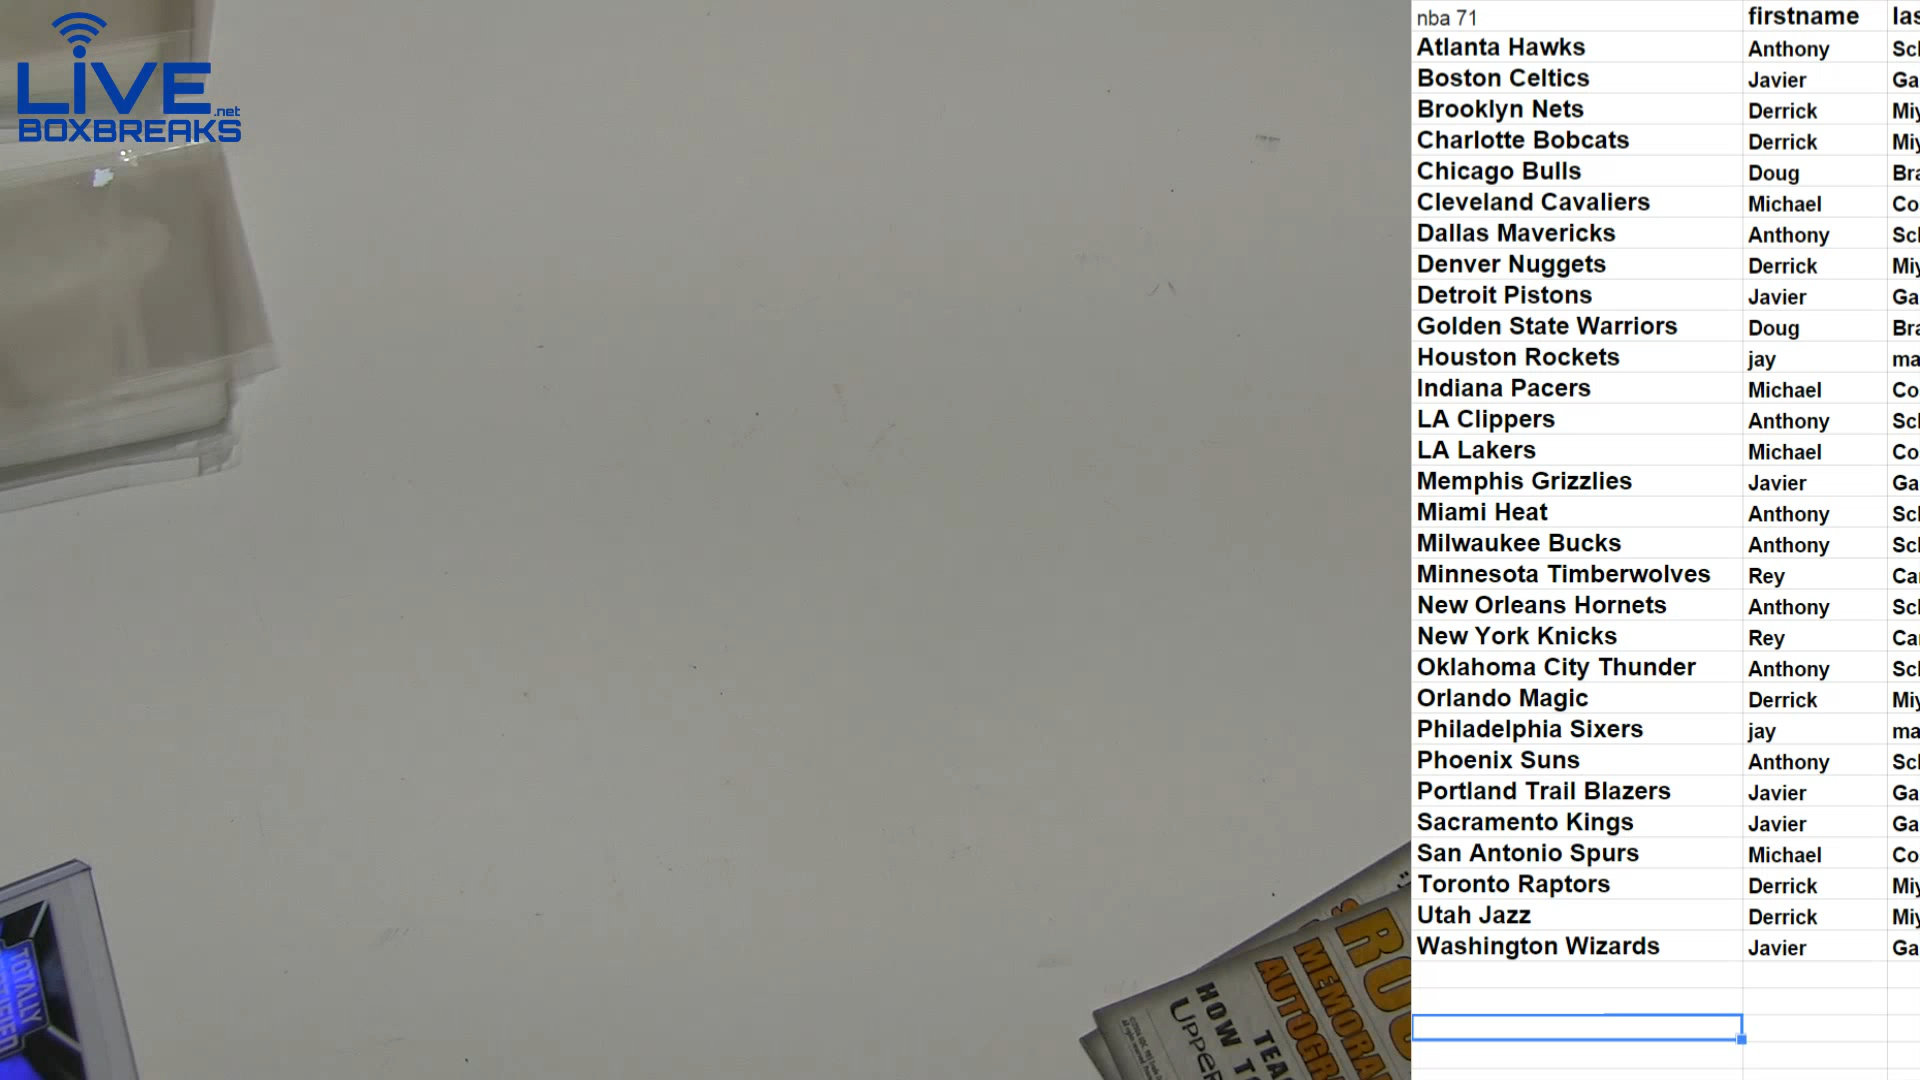 LiVE.net
BOXBREAKS
nba 71 firstname
Atlanta Hawks Anthony
Boston Celtics Javier
Brooklyn Nets Derrick
Charlotte Bobcats Derrick
Chicago Bulls Doug
Cleveland Cavaliers Michael
Dallas Mavericks Anthony
Denver Nuggets Derrick
Detroit Pistons Javier
Golden State Warriors Doug
Houston Rockets jay
Indiana Pacers Michael
LA Clippers Anthony
LA Lakers Michael
Memphis Grizzlies Javier
Miami Heat Anthony
Milwaukee Bucks Anthony
Minnesota Timberwolves Rey
New Orleans Hornets Anthony
New York Knicks Rey
Oklahoma City Thunder Anthony
Orlando Magic Derrick
Philadelphia Sixers jay
Phoenix Suns Anthony
Portland Trail Blazers Javier
Sacramento Kings Javier
San Antonio Spurs Michael
Toronto Raptors Derrick
Utah Jazz Derrick
Washington Wizards Javier
TOTALLY
HOW TO